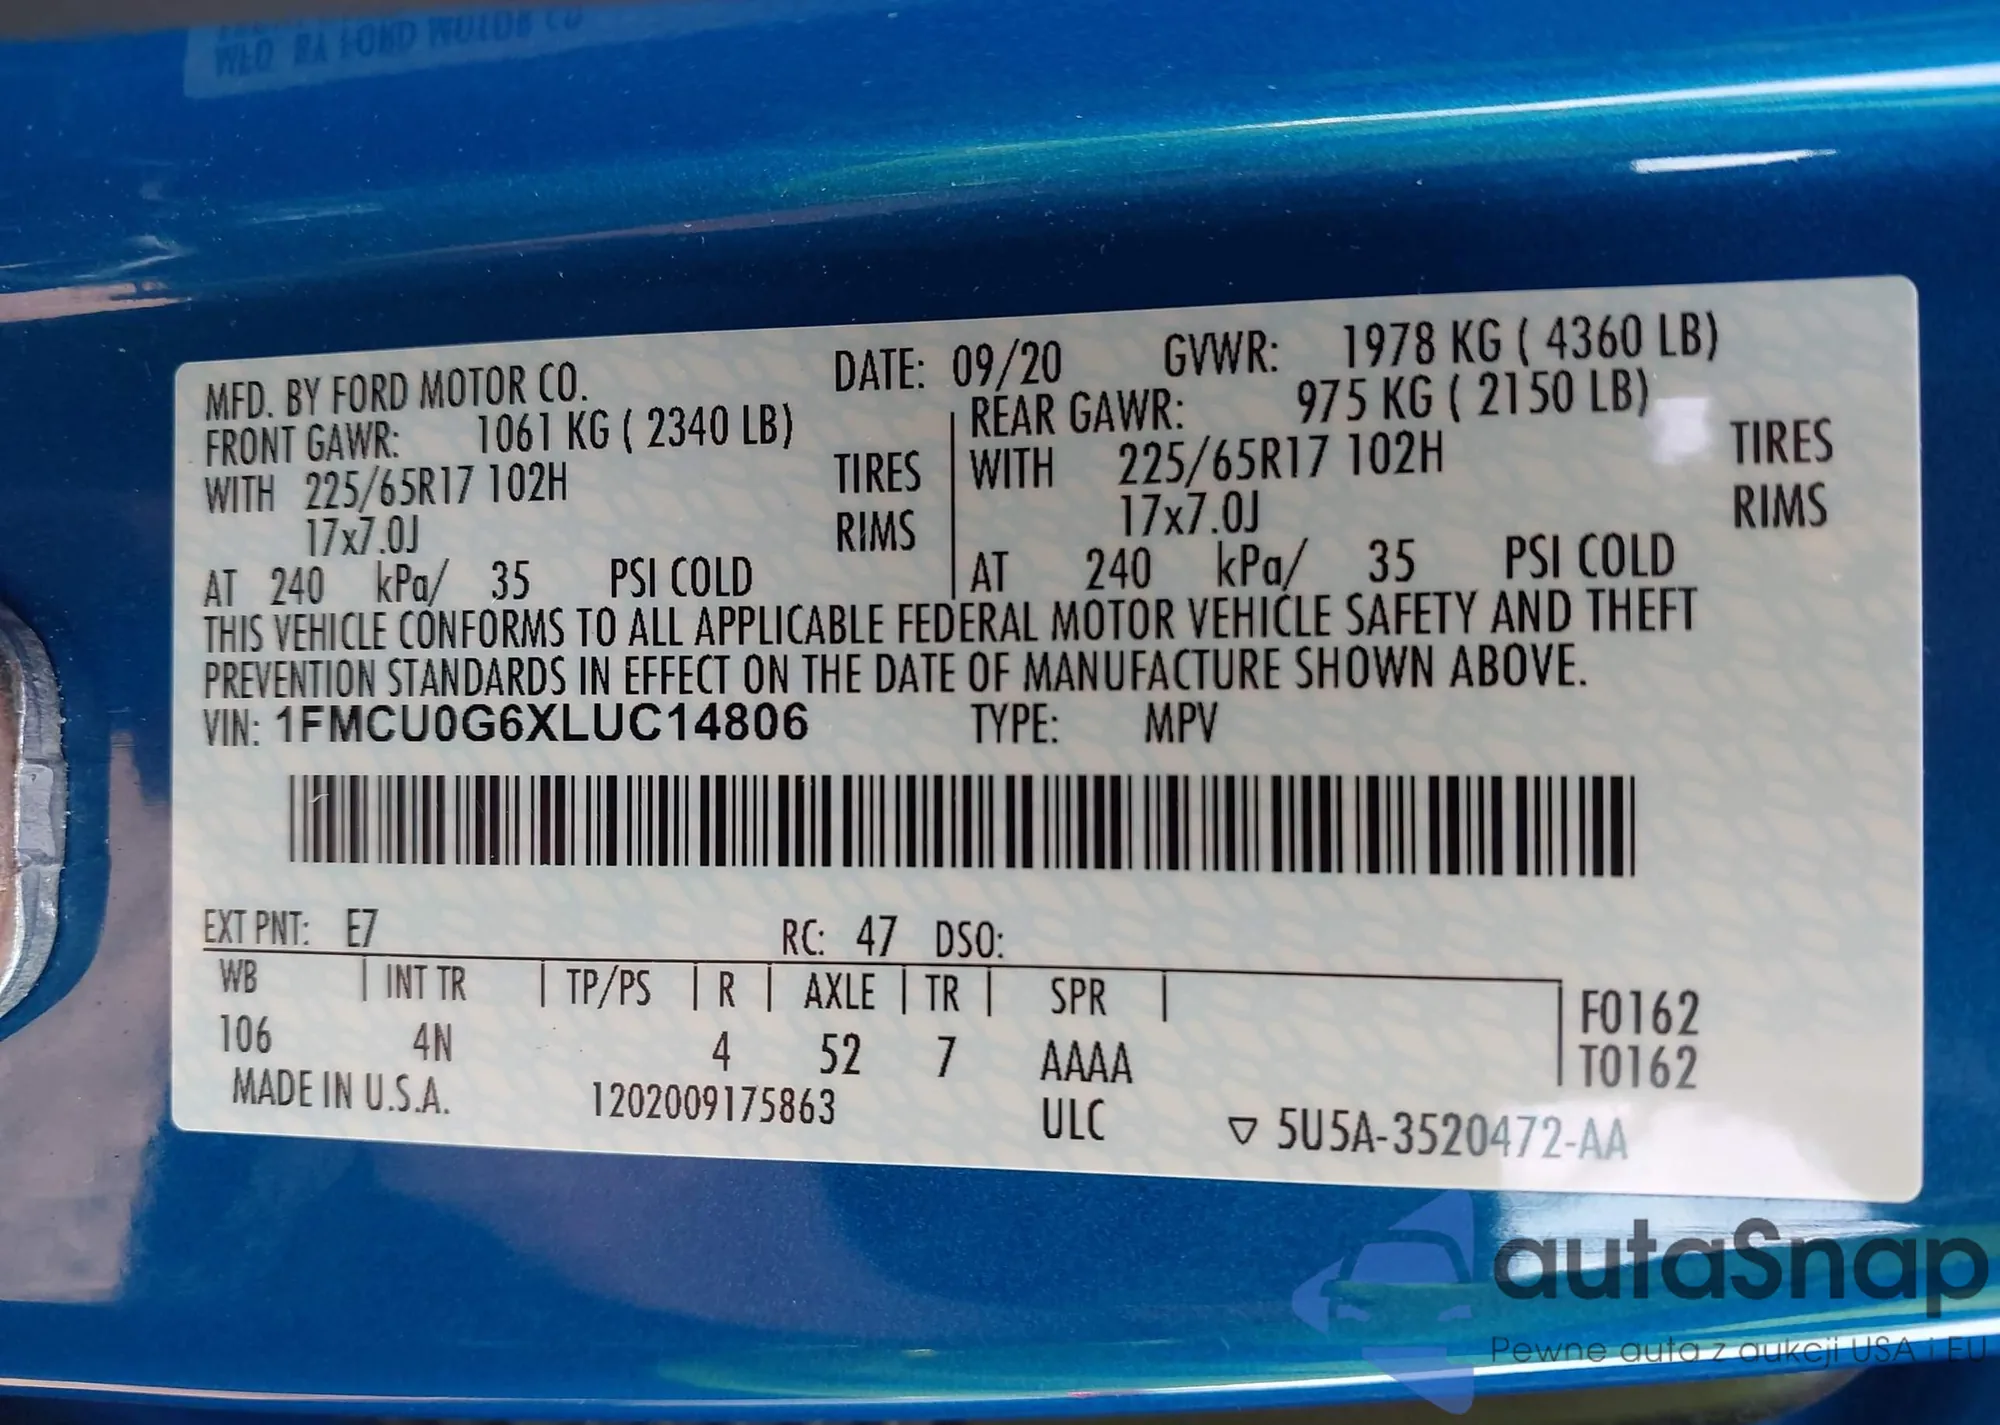 MFD. BY FORD MOTOR CO.
DATE: 09/20 GVWR: 1978 KG ( 4360 LB)
FRONT GAWR: 1061 KG ( 2340 LB)
WITH 225/65R17 102H TIRES
17x7.0J RIMS
AT 240 kPa/ 35 PSI COLD
REAR GAWR: 975 KG ( 2150 LB)
WITH 225/65R17 102H TIRES
17x7.0J RIMS
AT 240 kPa/ 35 PSI COLD
THIS VEHICLE CONFORMS TO ALL APPLICABLE FEDERAL MOTOR VEHICLE SAFETY AND THEFT
PREVENTION STANDARDS IN EFFECT ON THE DATE OF MANUFACTURE SHOWN ABOVE.
VIN: 1FMCU0G6XLUC14806 TYPE: MPV
EXT PNT: E7 RC: 47 DSO:
WB | INT TR | TP/PS | R | AXLE | TR | SPR |
106 4N 4 52 7 AAAA
F0162
T0162
MADE IN U.S.A. 1202009175863 ULC ▽ 5U5A-3520472-AA
autaSnap
Pewne auta z aukcji USA i EU